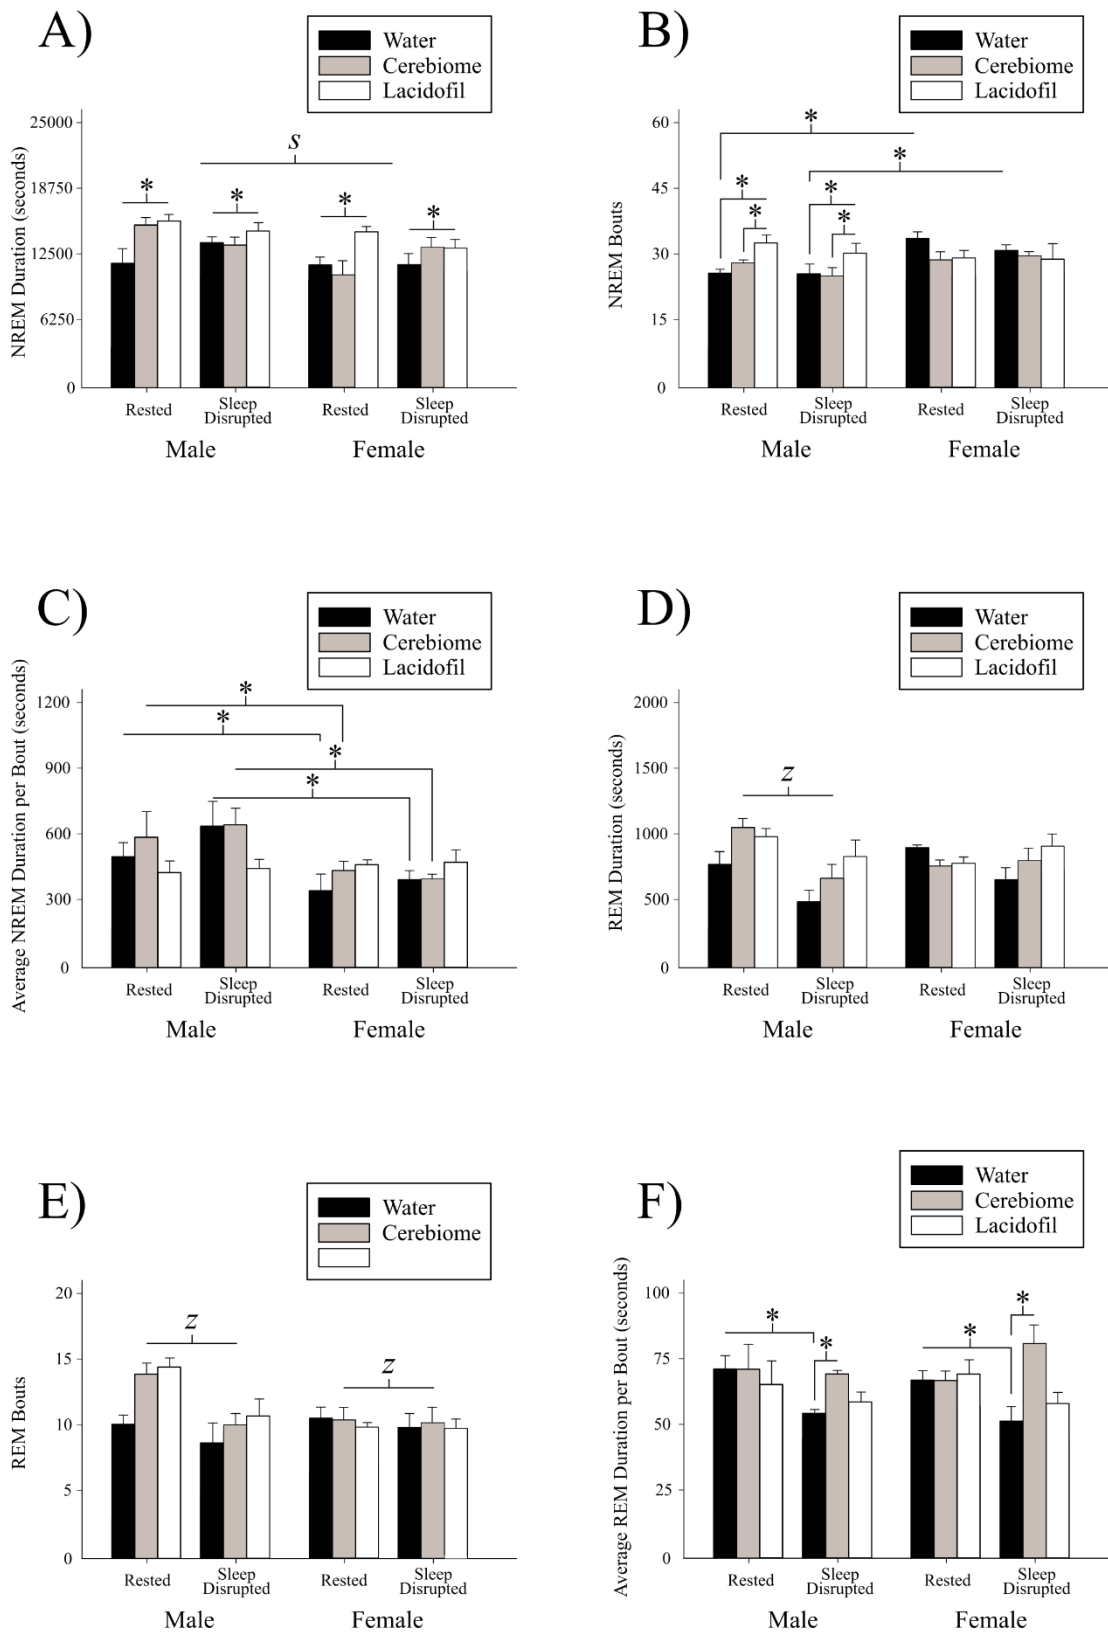 A)
Water
Cerebiome
Lacidofil
NREM Duration (seconds)
25000
18750
12500
6250
0
s
*
*
*
*
Rested
Sleep
Disrupted
Rested
Sleep
Disrupted
Male
Female
B)
Water
Cerebiome
Lacidofil
NREM Bouts
60
45
30
15
0
*
*
*
*
*
*
Rested
Sleep
Disrupted
Rested
Sleep
Disrupted
Male
Female
C)
Water
Cerebiome
Lacidofil
Average NREM Duration per Bout (seconds)
1200
900
600
300
0
*
*
*
*
Rested
Sleep
Disrupted
Rested
Sleep
Disrupted
Male
Female
D)
Water
Cerebiome
Lacidofil
REM Duration (seconds)
2000
1500
1000
500
0
z
Rested
Sleep
Disrupted
Rested
Sleep
Disrupted
Male
Female
E)
Water
Cerebiome
REM Bouts
20
15
10
5
0
z
z
Rested
Sleep
Disrupted
Rested
Sleep
Disrupted
Male
Female
F)
Water
Cerebiome
Lacidofil
Average REM Duration per Bout (seconds)
100
75
50
25
0
*
*
*
*
Rested
Sleep
Disrupted
Rested
Sleep
Disrupted
Male
Female